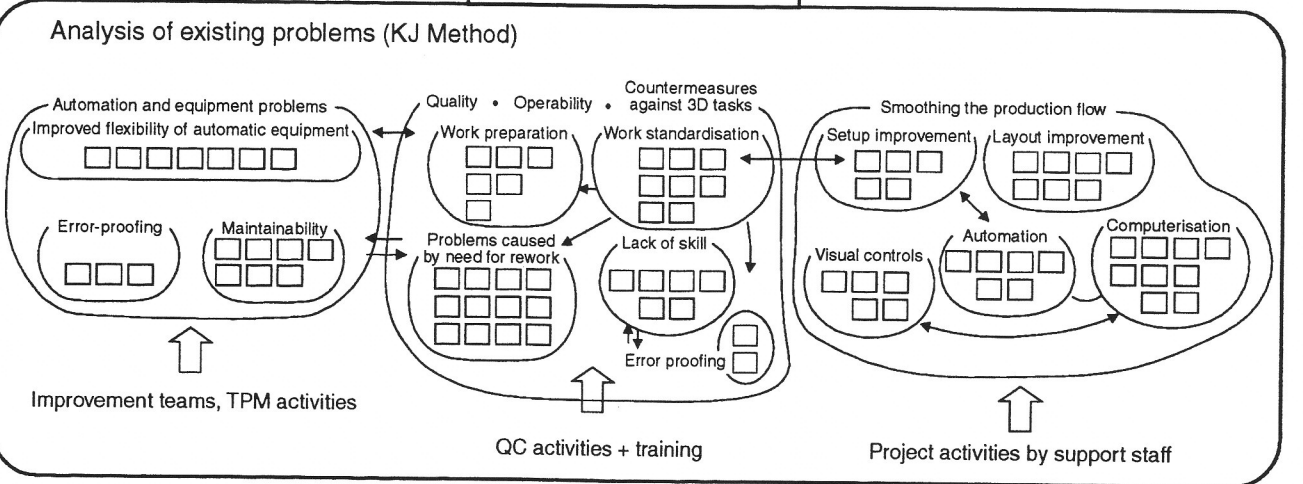 Analysis of existing problems (KJ Method)
Automation and equipment problems
Improved flexibility of automatic equipment
Error-proofing
Maintainability
Improvement teams, TPM activities
Quality • Operability • Countermeasures
against 3D tasks
Work preparation
Work standardisation
Problems caused
by need for rework
Lack of skill
Error proofing
QC activities + training
Smoothing the production flow
Setup improvement
Layout improvement
Visual controls
Automation
Computerisation
Project activities by support staff